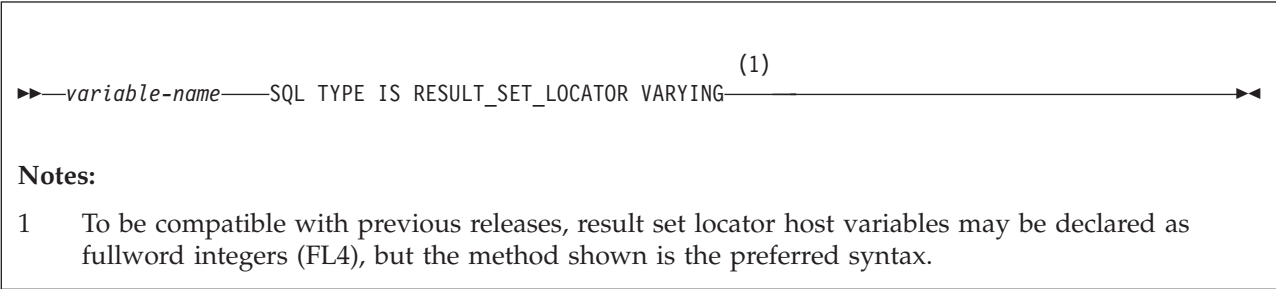 (1)
variable-name SQL TYPE IS RESULT_SET_LOCATOR VARYING
Notes:
1 To be compatible with previous releases, result set locator host variables may be declared as
fullword integers (FL4), but the method shown is the preferred syntax.